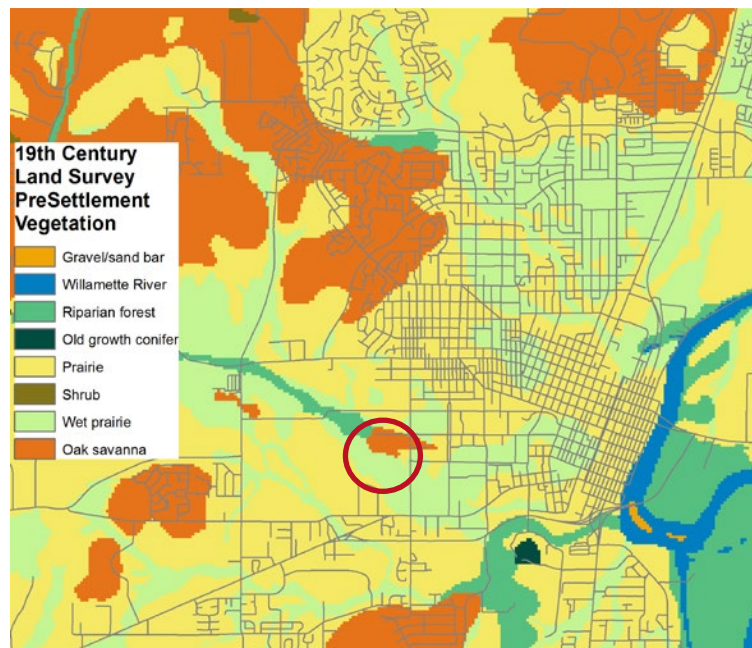 19th Century
Land Survey
PreSettlement
Vegetation
Gravel/sand bar
Willamette River
Riparian forest
Old growth conifer
Prairie
Shrub
Wet prairie
Oak savanna